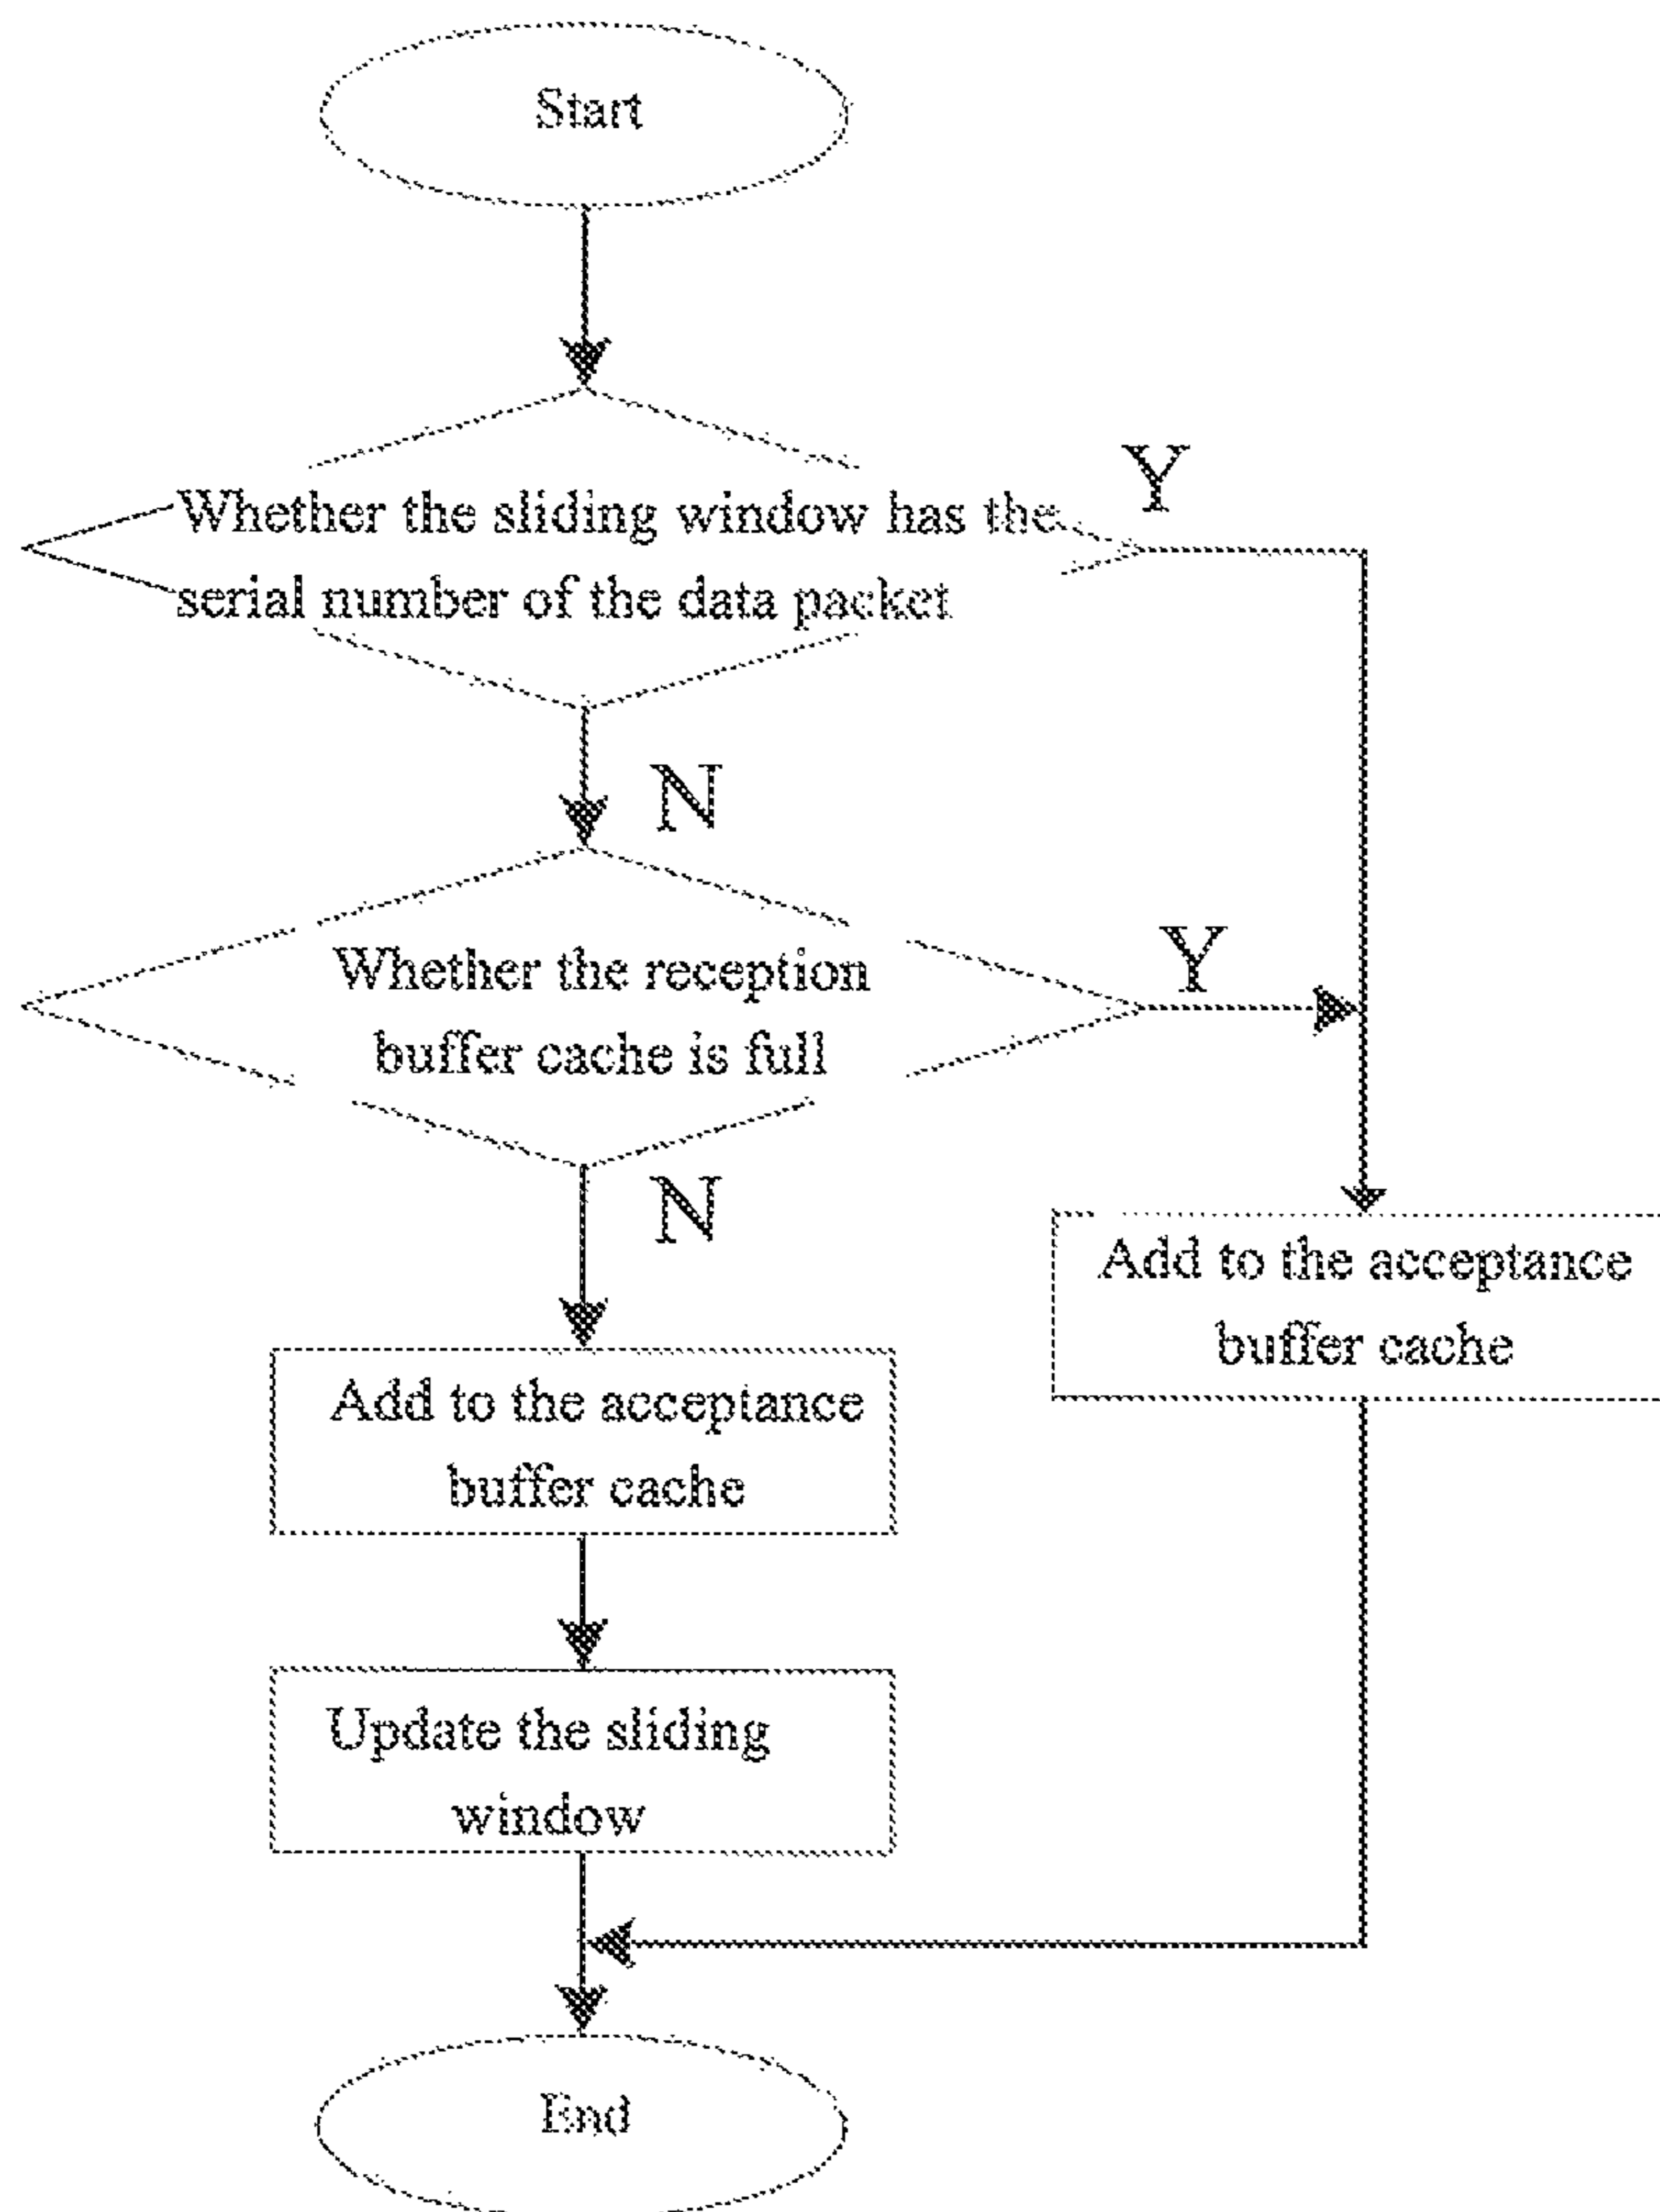 Start
Whether the sliding window has the
serial number of the data packet
Y
N
Whether the reception
buffer cache is full
Y
N
Add to the acceptance
buffer cache
Add to the acceptance
buffer cache
Update the sliding
window
End